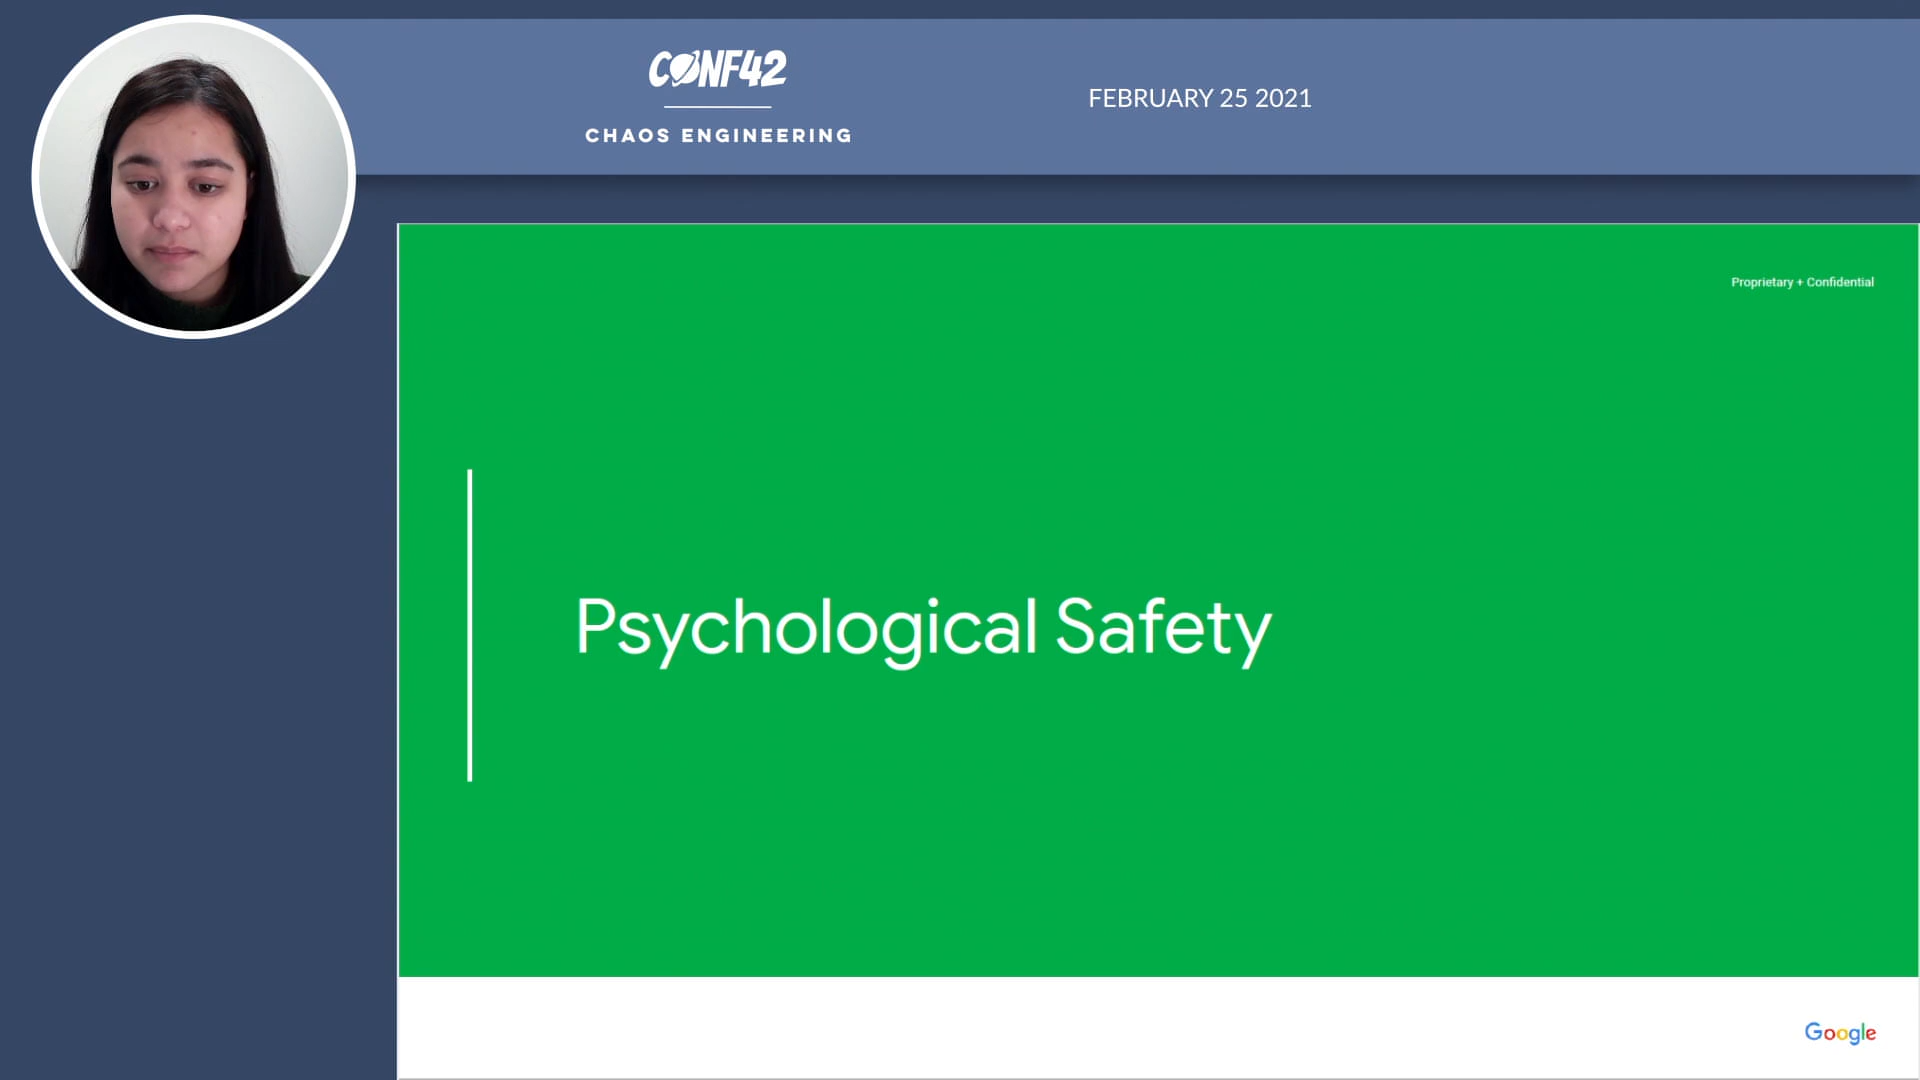 CONF42
CHAOS ENGINEERING
FEBRUARY 25 2021
Proprietary + Confidential
Psychological Safety
Google